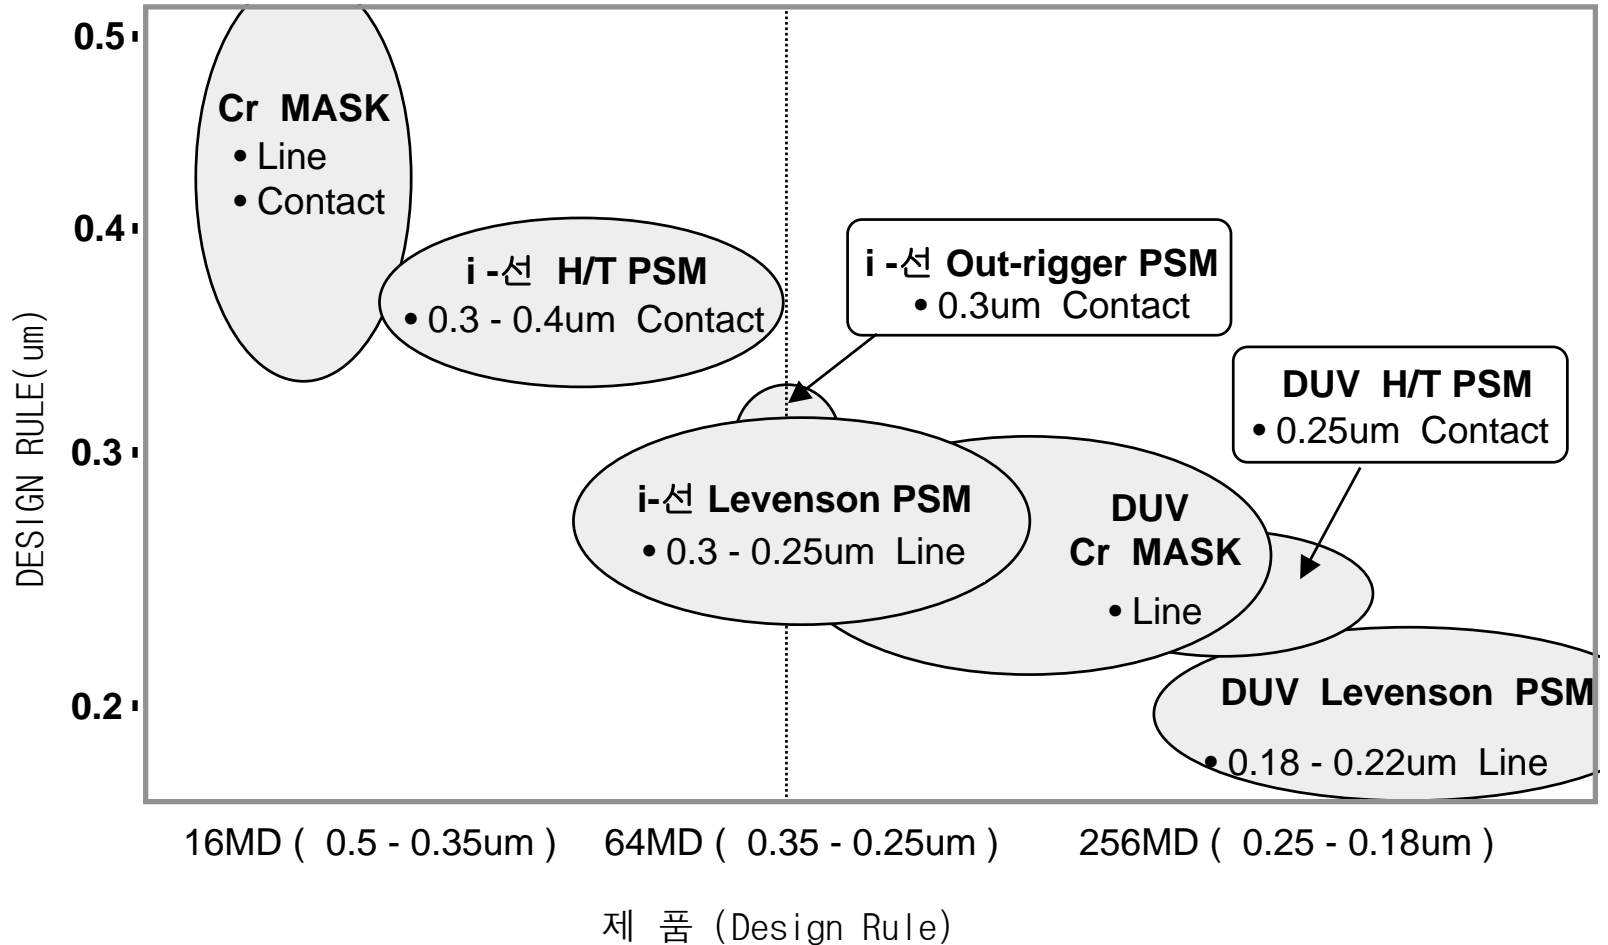 0.5
Cr MASK
• Line
• Contact
0.4
i -선 H/T PSM
• 0.3 - 0.4um Contact
i -선 Out-rigger PSM
• 0.3um Contact
DUV H/T PSM
• 0.25um Contact
DESIGN RULE(um)
0.3
i-선 Levenson PSM
• 0.3 - 0.25um Line
DUV
Cr MASK
• Line
0.2
DUV Levenson PSM
• 0.18 - 0.22um Line
16MD ( 0.5 - 0.35um )
64MD ( 0.35 - 0.25um )
256MD ( 0.25 - 0.18um )
제 품 (Design Rule)